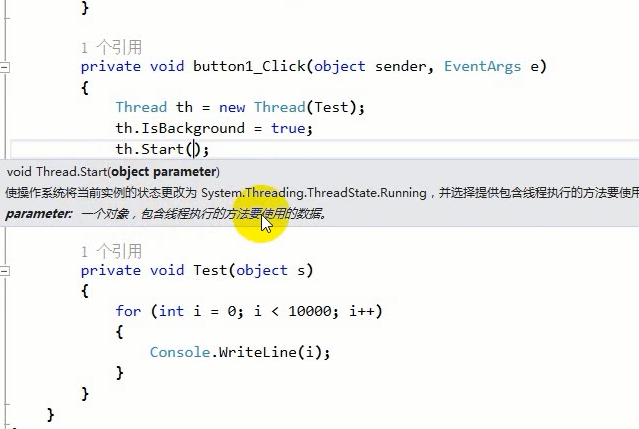 }
1 个引用
private void button1_Click(object sender, EventArgs e)
{
Thread th = new Thread(Test);
th.IsBackground = true;
th.Start();
void Thread.Start(object parameter)
使操作系统将当前实例的状态更改为 System.Threading.ThreadState.Running，并选择提供包含线程执行的方法要使用
parameter: 一个对象，包含线程执行的方法要使用的数据。
1 个引用
private void Test(object s)
{
for (int i = 0; i < 10000; i++)
{
Console.WriteLine(i);
}
}
}